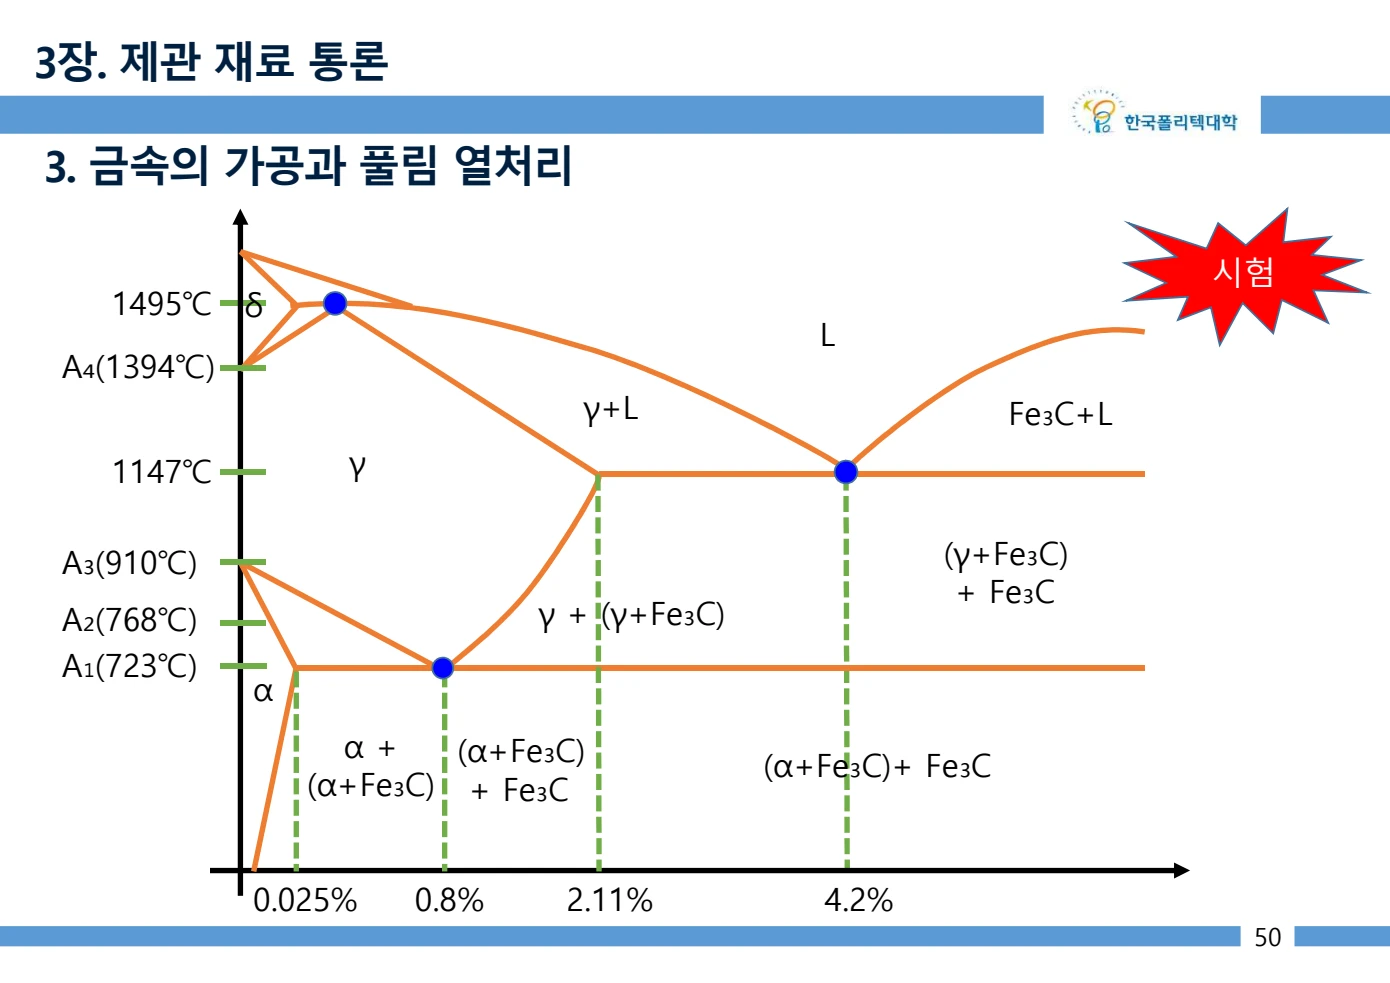 3장. 제관 재료 통론
한국폴리텍대학
3. 금속의 가공과 풀림 열처리
시험
1495℃
δ
L
A₄(1394℃)
γ+L
Fe₃C+L
1147℃
γ
A₃(910℃)
(γ+Fe₃C)
+ Fe₃C
A₂(768℃)
γ + (γ+Fe₃C)
A₁(723℃)
α
α +
(α+Fe₃C)
(α+Fe₃C)
+ Fe₃C
(α+Fe₃C)+ Fe₃C
0.025%
0.8%
2.11%
4.2%
50